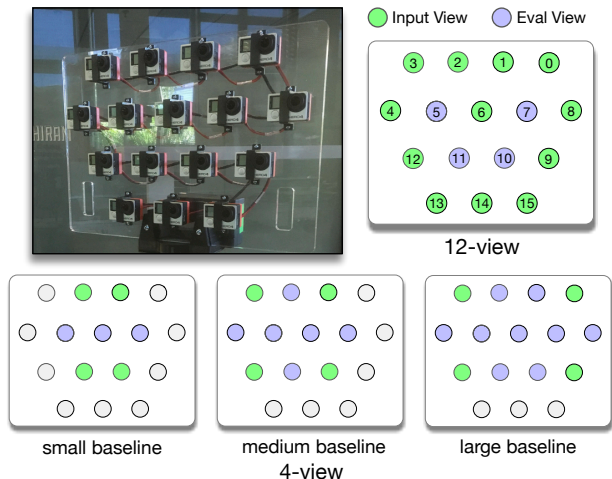 Input View
Eval View
3 2 1 0
4 5 6 7 8
12 11 10 9
13 14 15
12-view
small baseline
medium baseline
large baseline
4-view